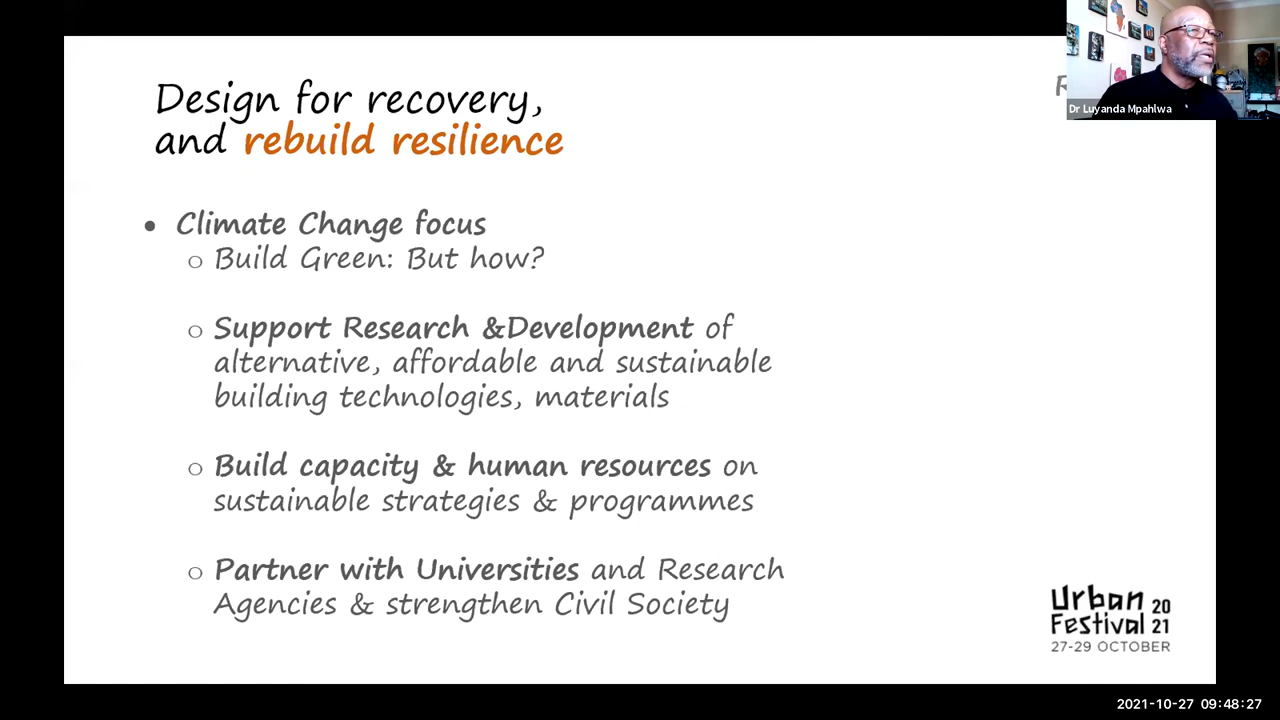 Design for recovery,
and rebuild resilience
Dr Luyanda Mpahlwa
• Climate Change focus
o Build Green: But how?
o Support Research &Development of
alternative, affordable and sustainable
building technologies, materials
o Build capacity & human resources on
sustainable strategies & programmes
o Partner with Universities and Research
Agencies & strengthen Civil Society
Urban 20
Festival 21
27-29 OCTOBER
2021-10-27 09:48:27